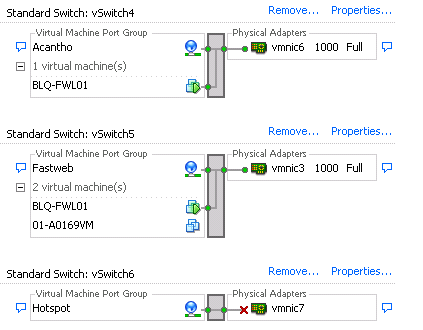 Standard Switch: vSwitch4 Remove... Properties...
Virtual Machine Port Group Physical Adapters
Acantho vmnic6 1000 Full
1 virtual machine(s)
BLQ-FWL01
Standard Switch: vSwitch5 Remove... Properties...
Virtual Machine Port Group Physical Adapters
Fastweb vmnic3 1000 Full
2 virtual machine(s)
BLQ-FWL01
01-A0169VM
Standard Switch: vSwitch6 Remove... Properties...
Virtual Machine Port Group Physical Adapters
Hotspot vmnic7